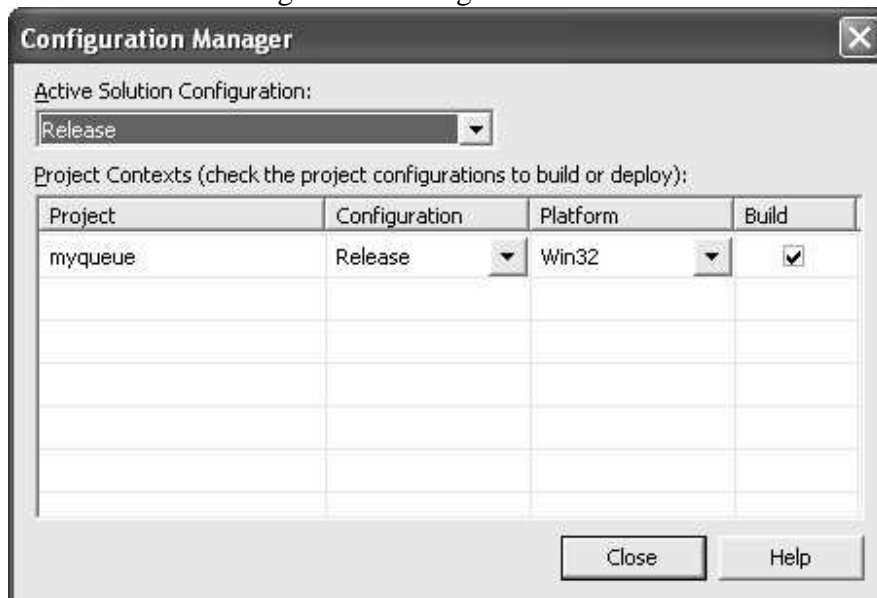 Configuration Manager
Active Solution Configuration:
Release
Project Contexts (check the project configurations to build or deploy):
Project Configuration Platform Build
myqueue Release Win32
Close Help